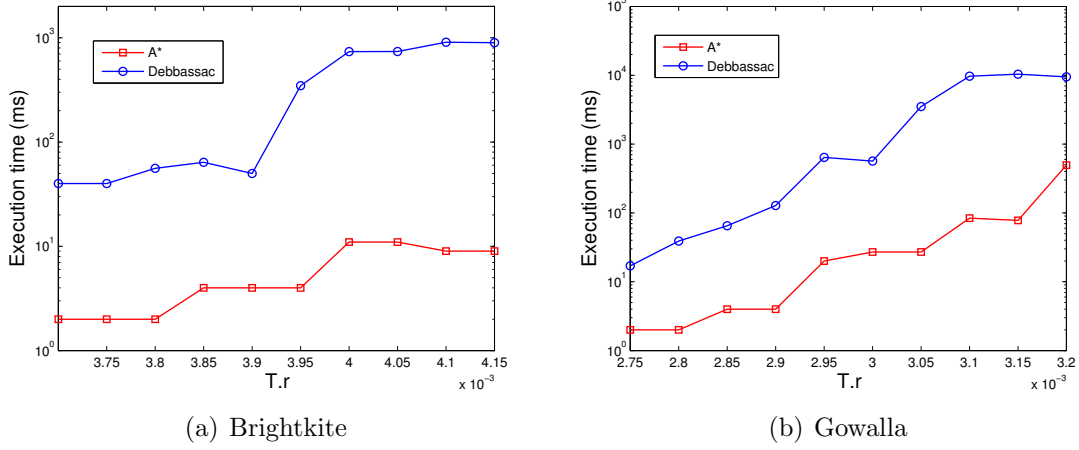 10^3
10^2
10^1
10^0
Execution time (ms)
A*
Debbassac
3.75 3.8 3.85 3.9 3.95 4 4.05 4.1 4.15
x 10^-3
T.r
(a) Brightkite
10^5
10^4
10^3
10^2
10^1
10^0
Execution time (ms)
A*
Debbassac
2.75 2.8 2.85 2.9 2.95 3 3.05 3.1 3.15 3.2
x 10^-3
T.r
(b) Gowalla